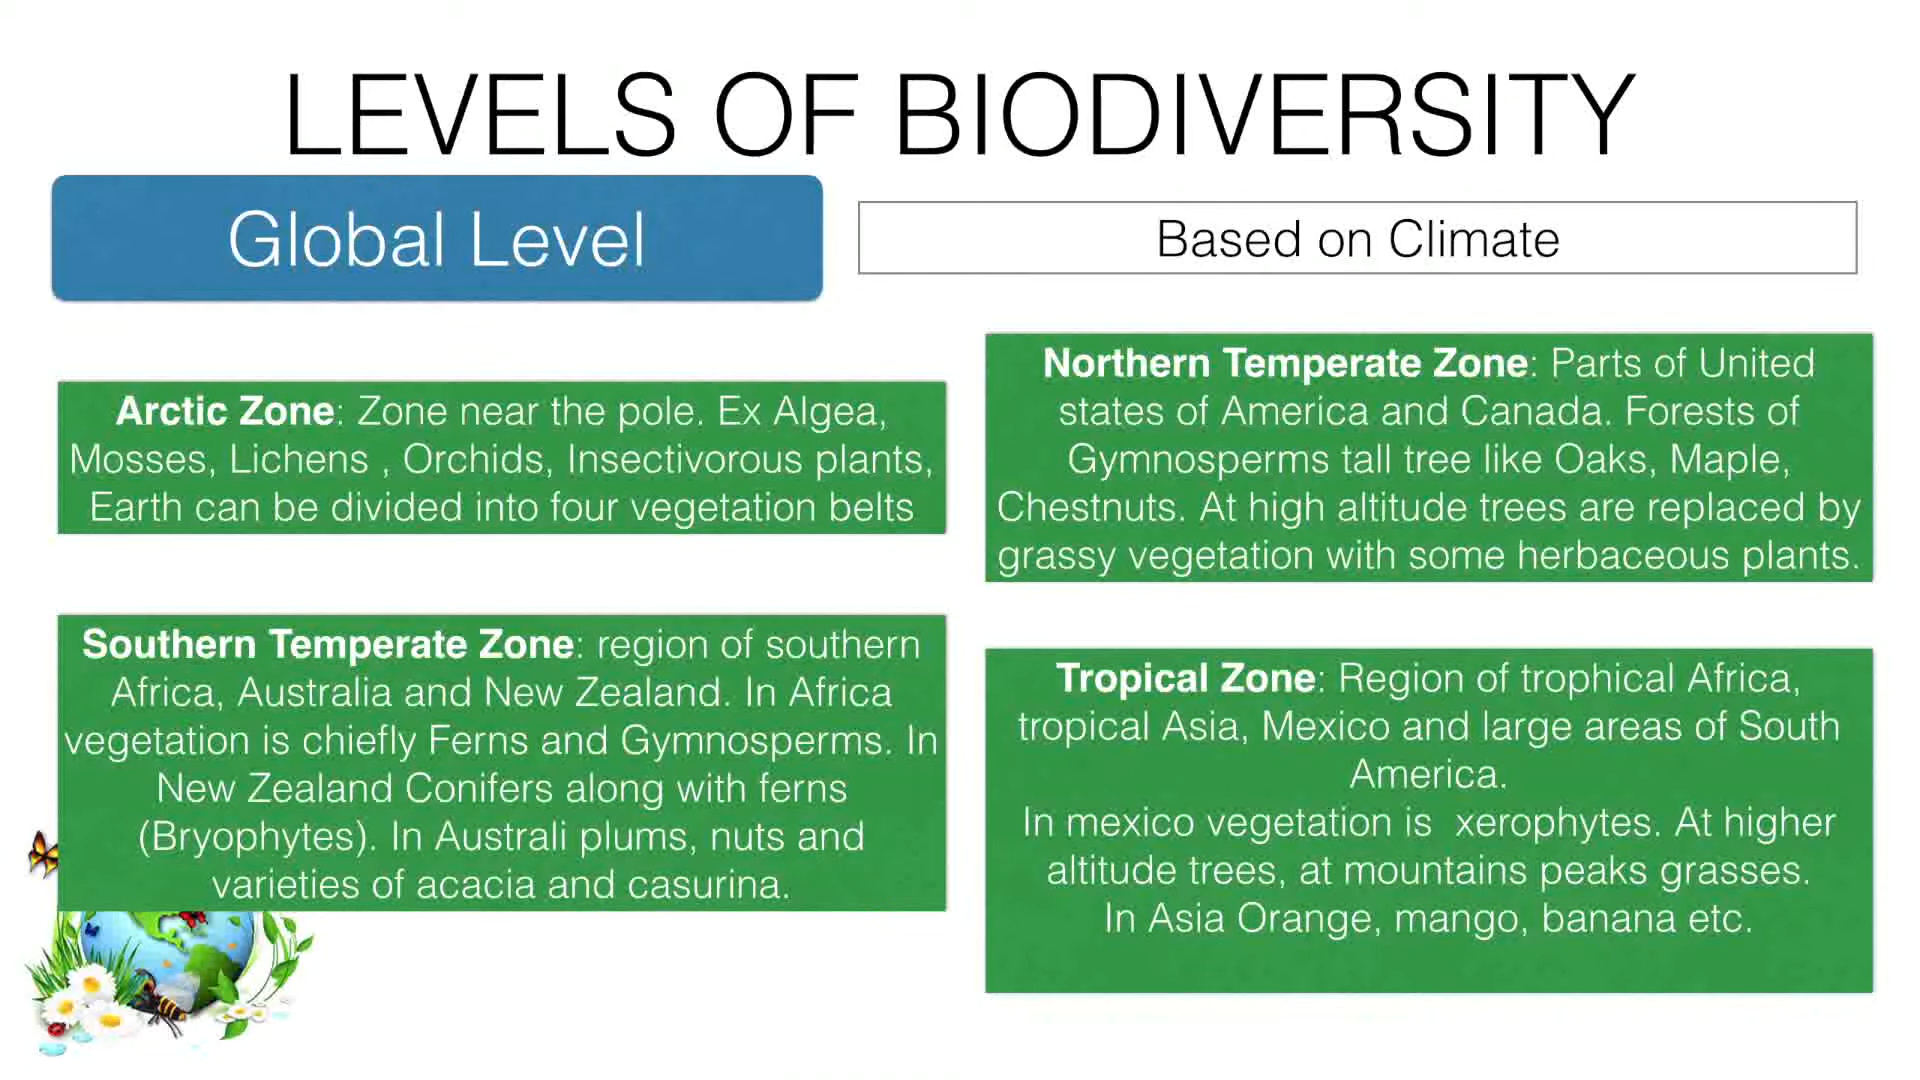 LEVELS OF BIODIVERSITY
Global Level
Based on Climate
Arctic Zone: Zone near the pole. Ex Algea,
Mosses, Lichens , Orchids, Insectivorous plants,
Earth can be divided into four vegetation belts
Northern Temperate Zone: Parts of United
states of America and Canada. Forests of
Gymnosperms tall tree like Oaks, Maple,
Chestnuts. At high altitude trees are replaced by
grassy vegetation with some herbaceous plants.
Southern Temperate Zone: region of southern
Africa, Australia and New Zealand. In Africa
vegetation is chiefly Ferns and Gymnosperms. In
New Zealand Conifers along with ferns
(Bryophytes). In Australi plums, nuts and
varieties of acacia and casurina.
Tropical Zone: Region of trophical Africa,
tropical Asia, Mexico and large areas of South
America.
In mexico vegetation is  xerophytes. At higher
altitude trees, at mountains peaks grasses.
In Asia Orange, mango, banana etc.